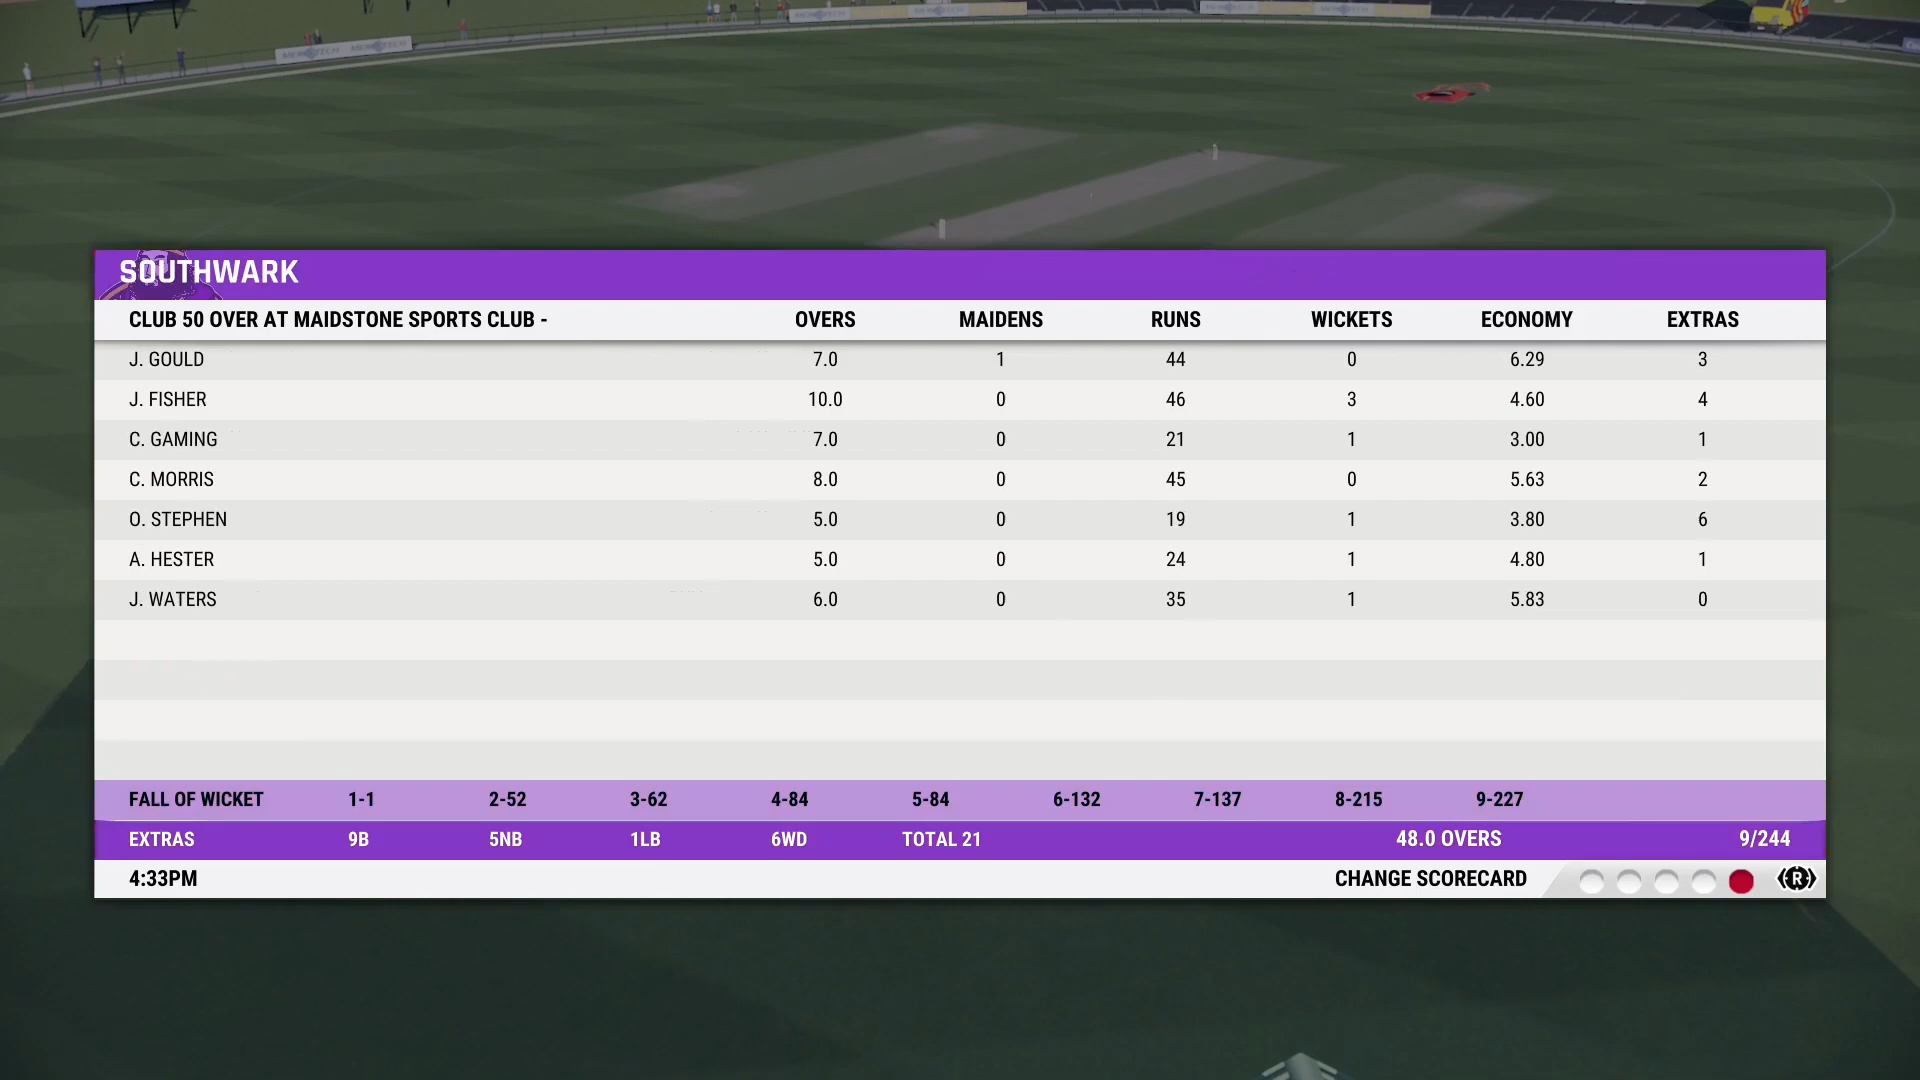 SOUTHWARK
CLUB 50 OVER AT MAIDSTONE SPORTS CLUB - OVERS MAIDENS RUNS WICKETS ECONOMY EXTRAS
J. GOULD 7.0 1 44 0 6.29 3
J. FISHER 10.0 0 46 3 4.60 4
C. GAMING 7.0 0 21 1 3.00 1
C. MORRIS 8.0 0 45 0 5.63 2
O. STEPHEN 5.0 0 19 1 3.80 6
A. HESTER 5.0 0 24 1 4.80 1
J. WATERS 6.0 0 35 1 5.83 0
FALL OF WICKET 1-1 2-52 3-62 4-84 5-84 6-132 7-137 8-215 9-227
EXTRAS 9B 5NB 1LB 6WD TOTAL 21 48.0 OVERS 9/244
4:33PM CHANGE SCORECARD R